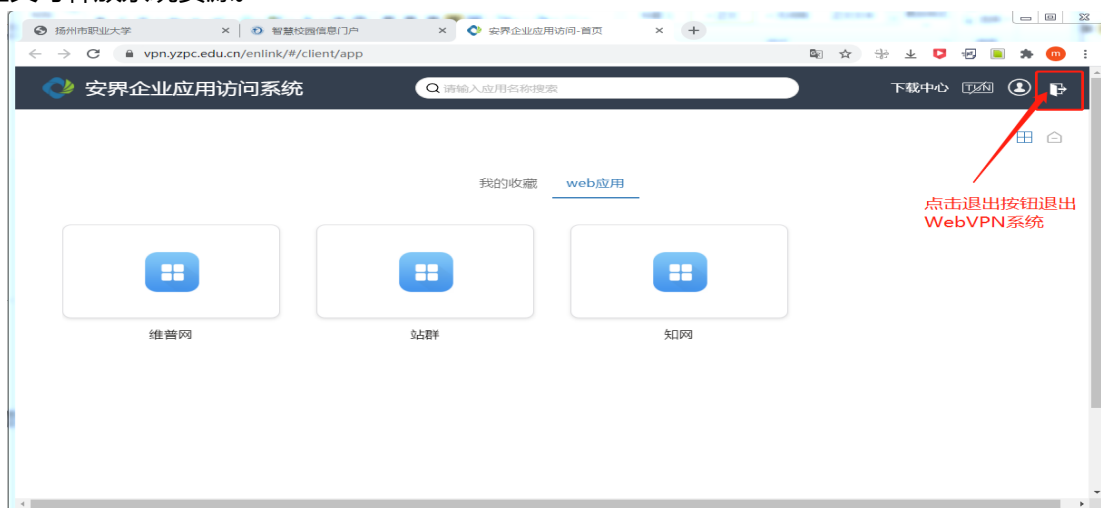 扬州市职业大学
智慧校园信息门户
安界企业应用访问-首页
vpn.yzpc.edu.cn/enlink/#/client/app
m
安界企业应用访问系统
请输入应用名称搜索
下载中心
我的收藏 web应用
点击退出按钮退出
WebVPN系统
维普网
站群
知网